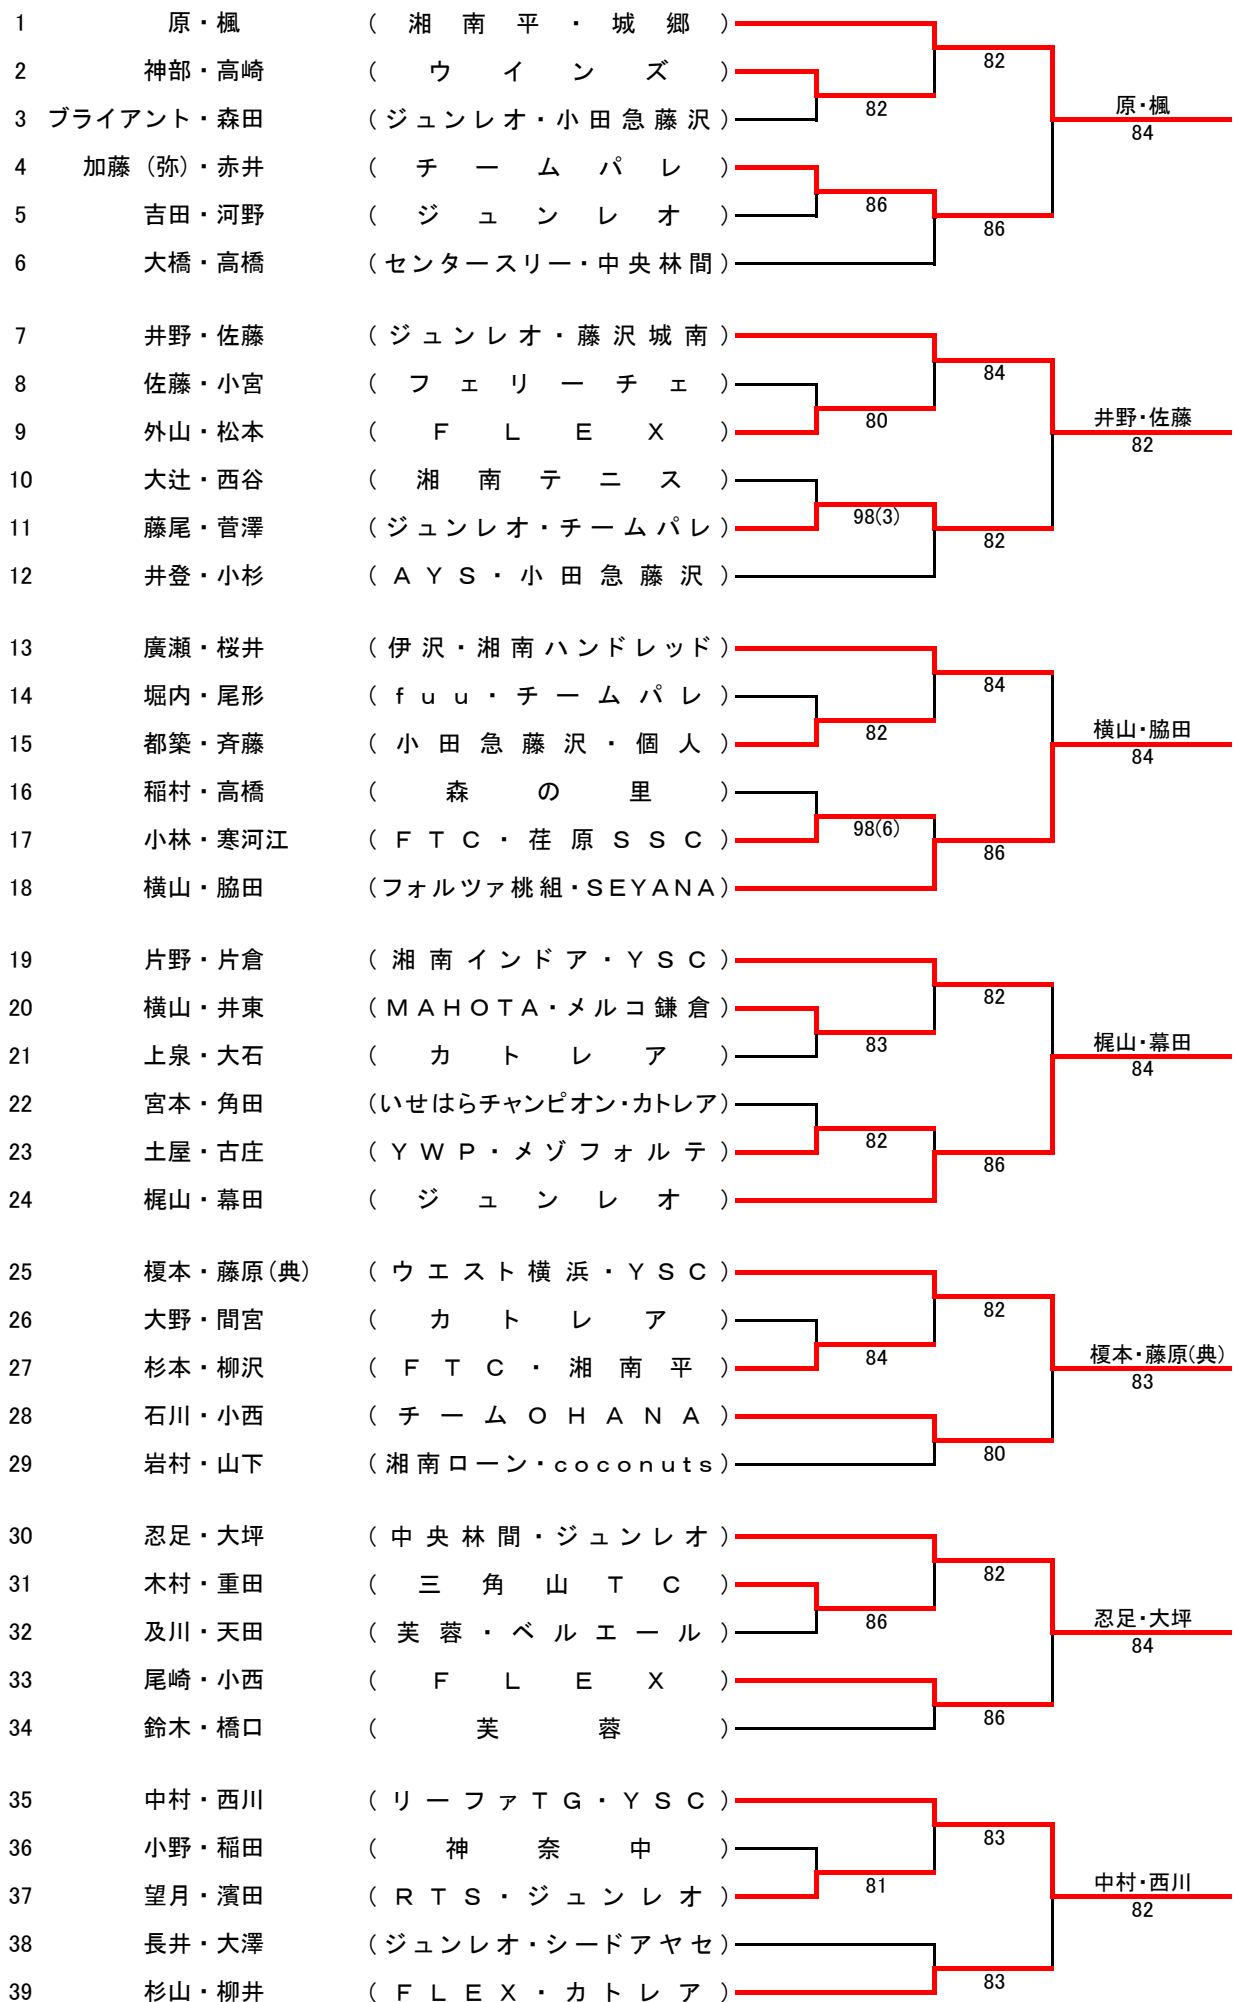 1 原・楓 （湘南平・城郷）
82
2 神部・高崎 （ウインズ）
82 原・楓
3 ブライアント・森田 （ジュンレオ・小田急藤沢）
84
4 加藤（弥）・赤井 （チームパレ）
86
5 吉田・河野 （ジュンレオ）
86
6 大橋・高橋 （センタースリー・中央林間）
7 井野・佐藤 （ジュンレオ・藤沢城南）
84
8 佐藤・小宮 （フェリーチェ）
80 井野・佐藤
9 外山・松本 （ＦＬＥＸ）
82
10 大辻・西谷 （湘南テニス）
98(3)
11 藤尾・菅澤 （ジュンレオ・チームパレ）
82
12 井登・小杉 （ＡＹＳ・小田急藤沢）
13 廣瀬・桜井 （伊沢・湘南ハンドレッド）
84
14 堀内・尾形 （ｆｕｕ・チームパレ）
82 横山・脇田
15 都築・斉藤 （小田急藤沢・個人）
84
16 稲村・高橋 （森の里）
98(6)
17 小林・寒河江 （ＦＴＣ・荏原ＳＳＣ）
86
18 横山・脇田 （フォルツァ桃組・ＳＥＹＡＮＡ）
19 片野・片倉 （湘南インドア・ＹＳＣ）
82
20 横山・井東 （ＭＡＨＯＴＡ・メルコ鎌倉）
83 梶山・幕田
21 上泉・大石 （カトレア）
84
22 宮本・角田 （いせはらチャンピオン・カトレア）
82
23 土屋・古庄 （ＹＷＰ・メゾフォルテ）
86
24 梶山・幕田 （ジュンレオ）
25 榎本・藤原（典） （ウエスト横浜・ＹＳＣ）
82
26 大野・間宮 （カトレア）
84 榎本・藤原(典)
27 杉本・柳沢 （ＦＴＣ・湘南平）
83
28 石川・小西 （チームＯＨＡＮＡ）
80
29 岩村・山下 （湘南ローン・ｃｏｃｏｎｕｔｓ）
30 忍足・大坪 （中央林間・ジュンレオ）
82
31 木村・重田 （三角山ＴＣ）
86 忍足・大坪
32 及川・天田 （芙蓉・ベルエール）
84
33 尾崎・小西 （ＦＬＥＸ）
86
34 鈴木・橋口 （芙蓉）
35 中村・西川 （リーファＴＧ・ＹＳＣ）
83
36 小野・稲田 （神奈中）
81 中村・西川
37 望月・濱田 （ＲＴＳ・ジュンレオ）
82
38 長井・大澤 （ジュンレオ・シードアヤセ）
83
39 杉山・柳井 （ＦＬＥＸ・カトレア）